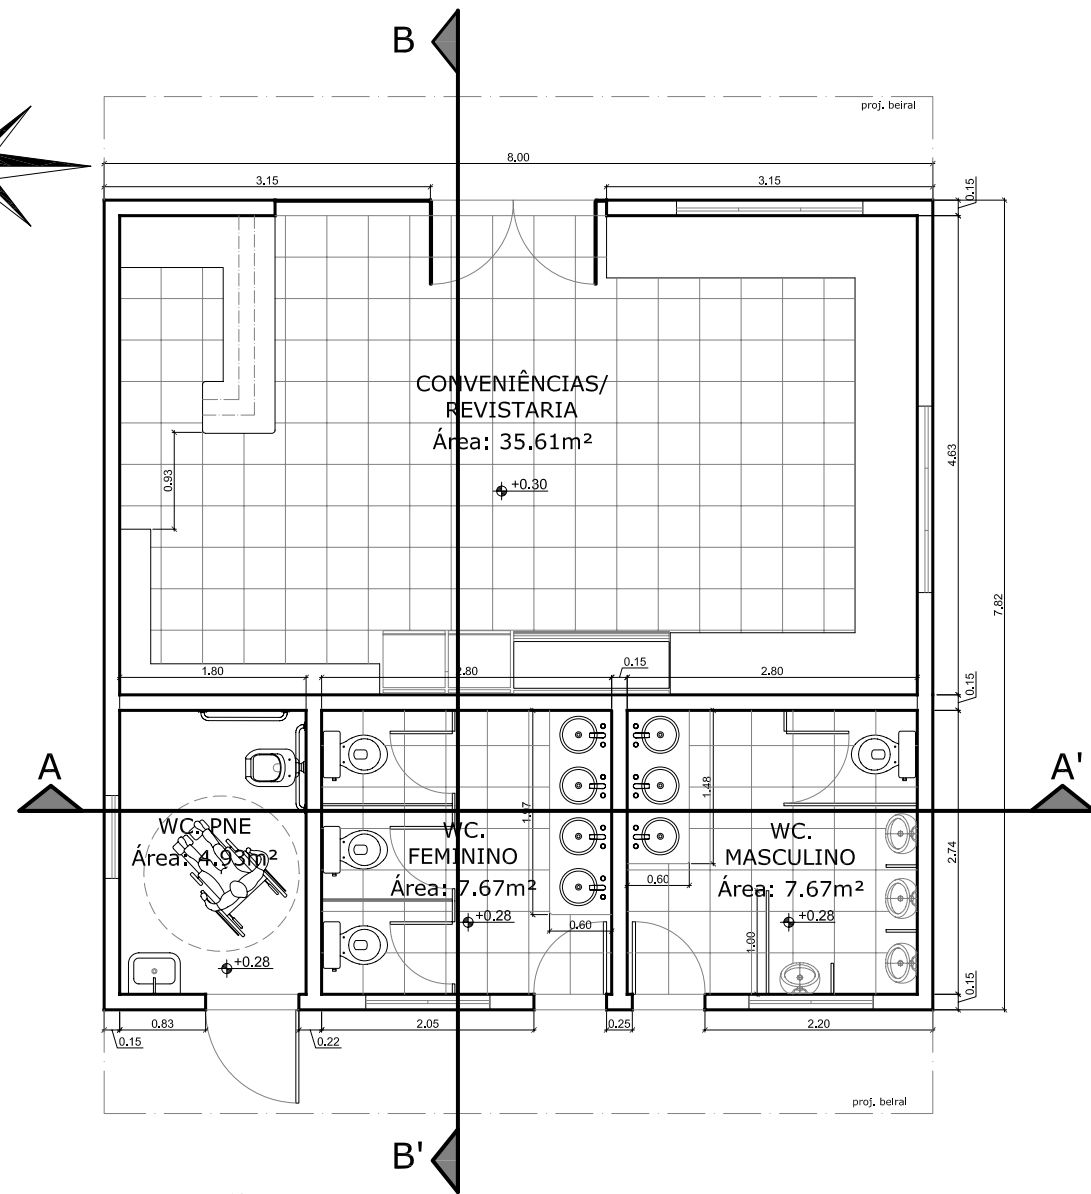 B
proj. beiral
8.00
3.15
3.15
0.15
CONVENIÊNCIAS/
REVISTARIA
Área: 35.61m²
+0.30
0.93
4.63
7.82
1.80
2.80
0.15
2.80
0.15
A
A'
WC. PNE
Área: 4.93m²
+0.28
WC.
FEMININO
Área: 7.67m²
+0.28
1.97
0.60
WC.
MASCULINO
Área: 7.67m²
+0.28
1.48
0.60
1.00
2.74
0.15
0.83
2.05
0.25
2.20
0.15
0.22
proj. beiral
B'